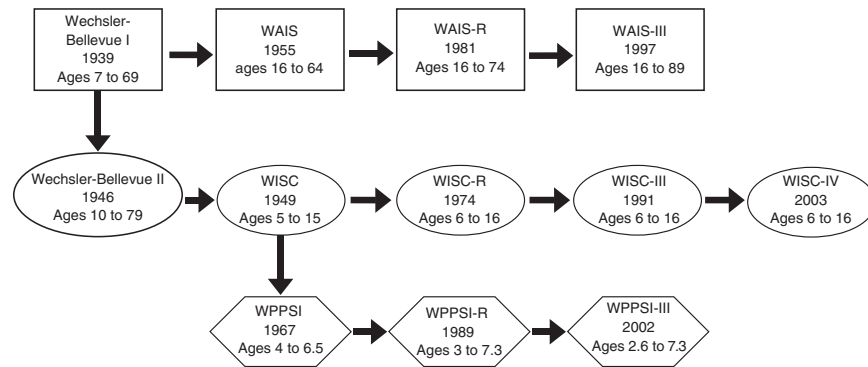 Wechsler-
Bellevue I
1939
Ages 7 to 69
WAIS
1955
ages 16 to 64
WAIS-R
1981
Ages 16 to 74
WAIS-III
1997
Ages 16 to 89
Wechsler-Bellevue II
1946
Ages 10 to 79
WISC
1949
Ages 5 to 15
WISC-R
1974
Ages 6 to 16
WISC-III
1991
Ages 6 to 16
WISC-IV
2003
Ages 6 to 16
WPPSI
1967
Ages 4 to 6.5
WPPSI-R
1989
Ages 3 to 7.3
WPPSI-III
2002
Ages 2.6 to 7.3